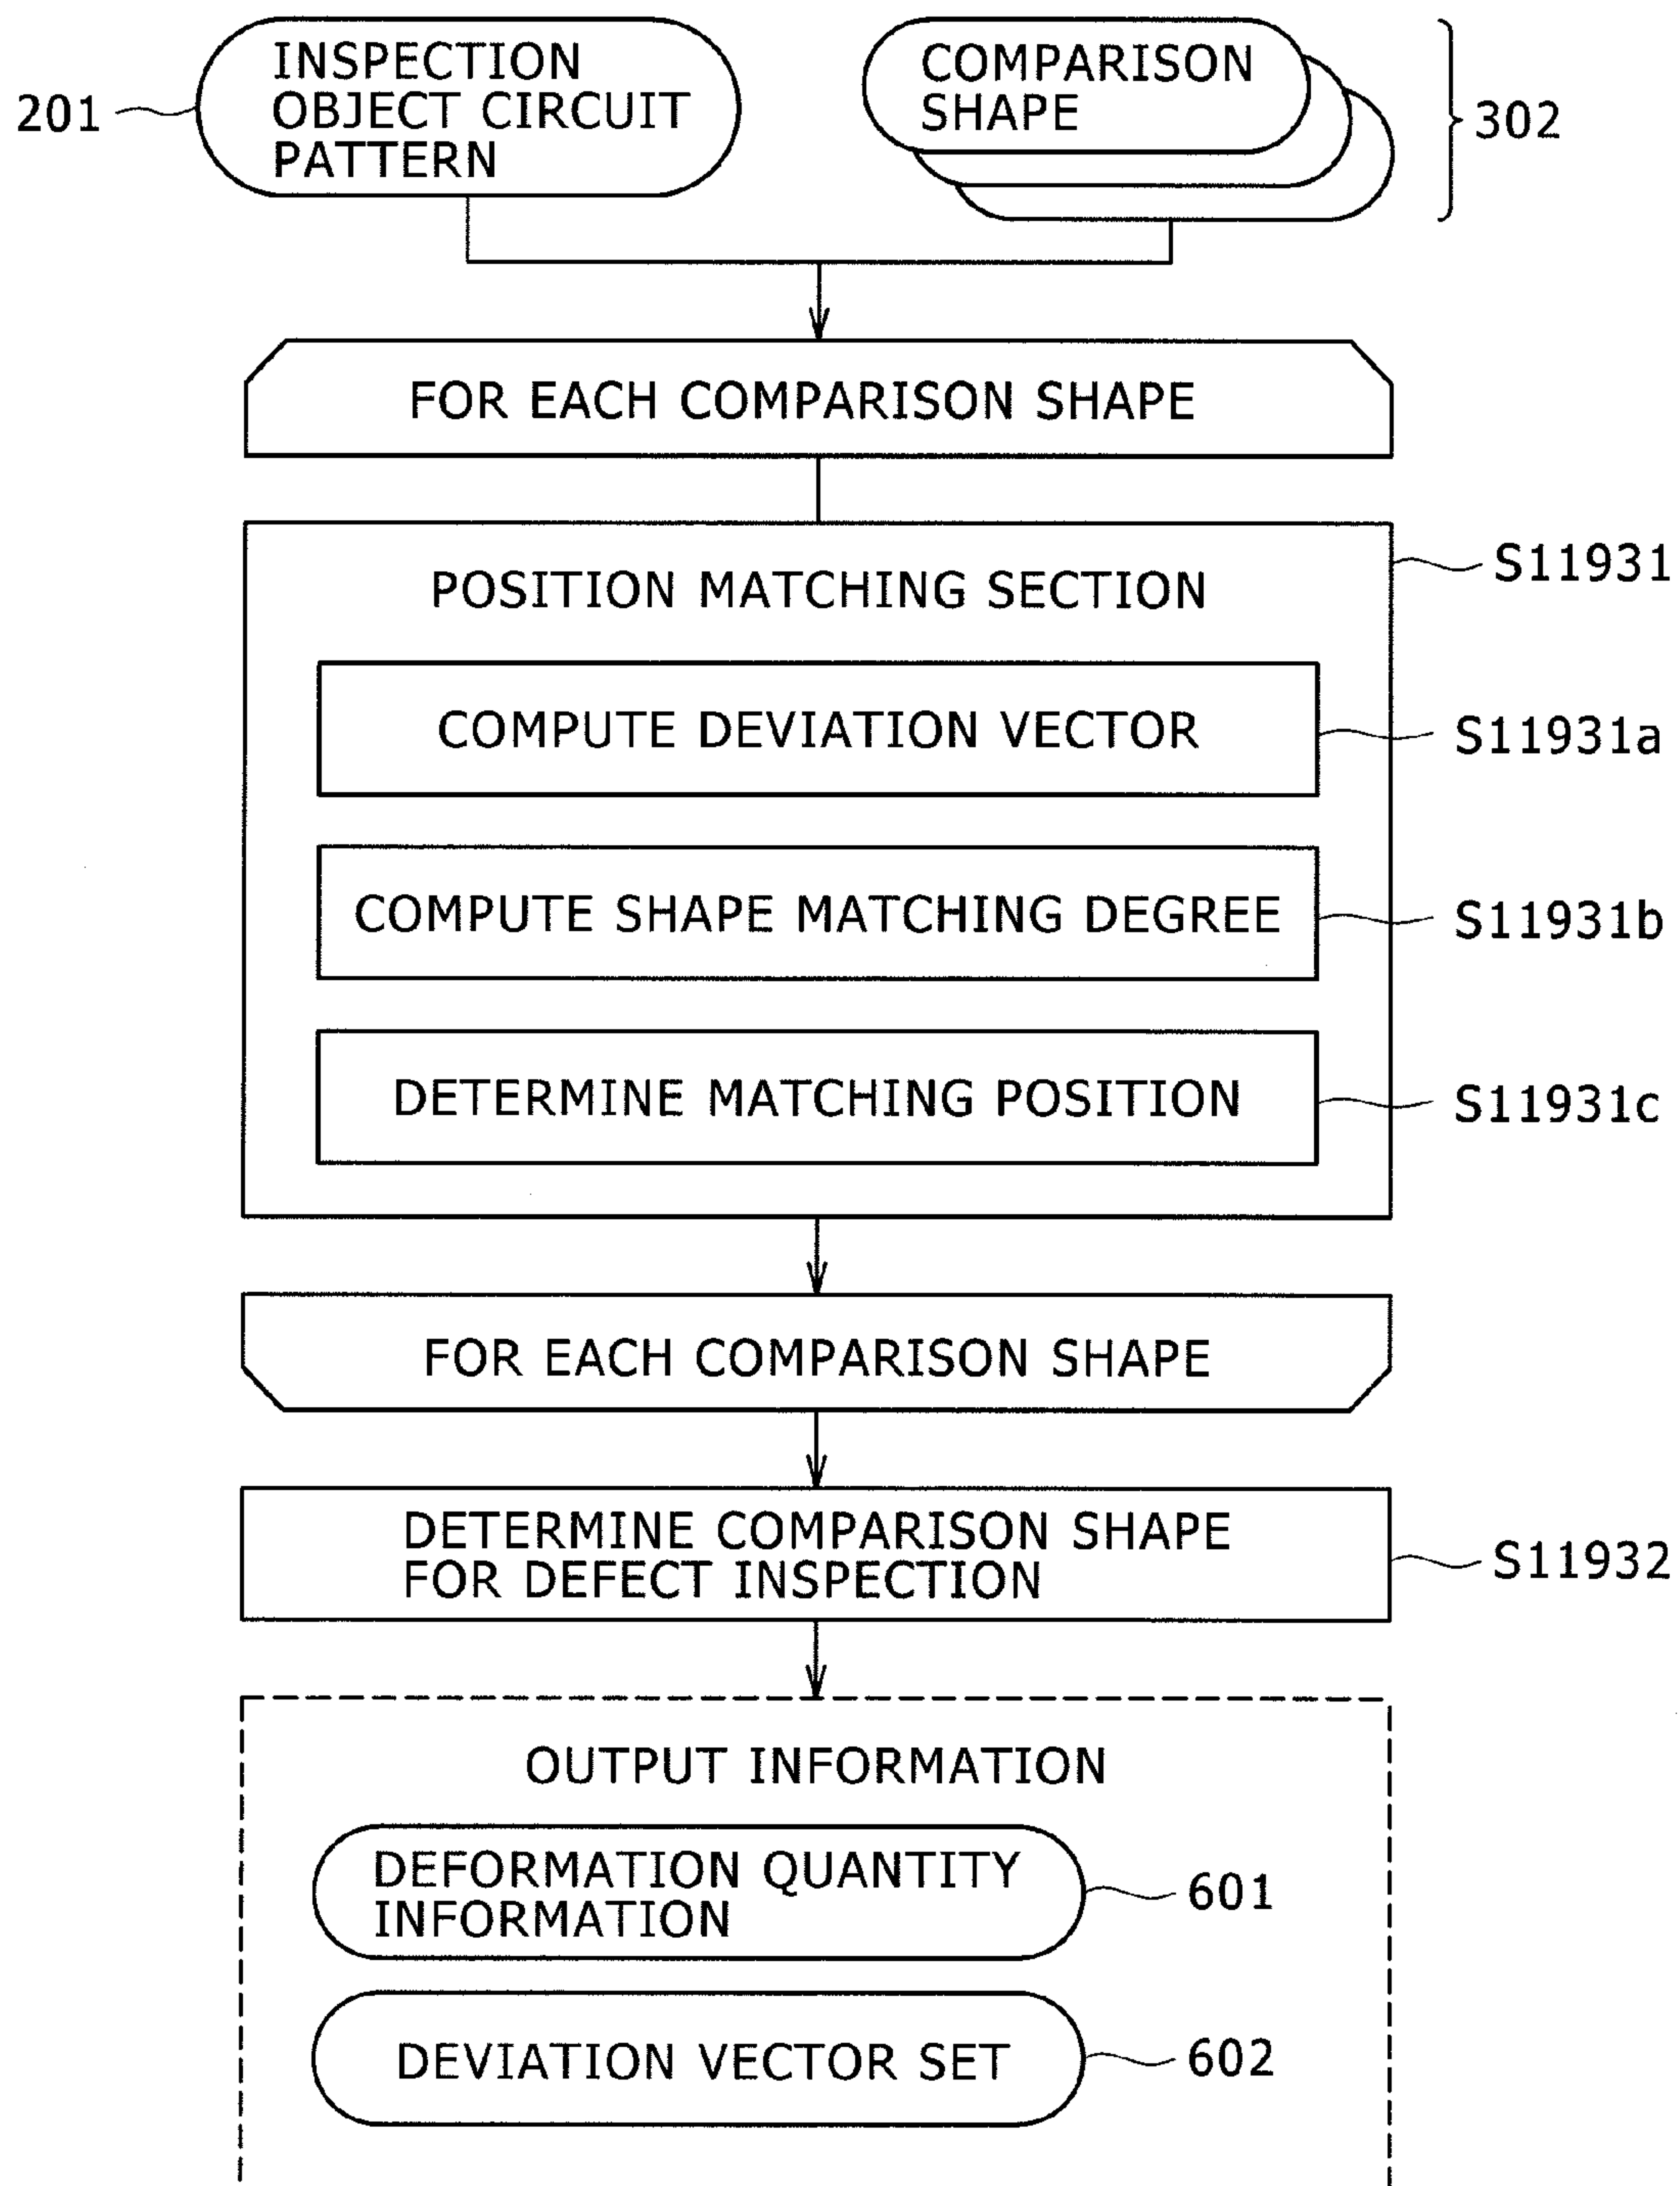 INSPECTION
OBJECT CIRCUIT
PATTERN
201
COMPARISON
SHAPE
302
FOR EACH COMPARISON SHAPE
POSITION MATCHING SECTION
S11931
COMPUTE DEVIATION VECTOR
S11931a
COMPUTE SHAPE MATCHING DEGREE
S11931b
DETERMINE MATCHING POSITION
S11931c
FOR EACH COMPARISON SHAPE
DETERMINE COMPARISON SHAPE
FOR DEFECT INSPECTION
S11932
OUTPUT INFORMATION
DEFORMATION QUANTITY
INFORMATION
601
DEVIATION VECTOR SET
602